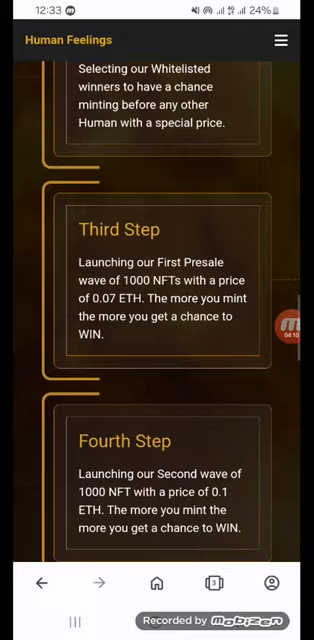 12:33 24%
Human Feelings
Selecting our Whitelisted
winners to have a chance
minting before any other
Human with a special price.
Third Step
Launching our First Presale
wave of 1000 NFTs with a price
of 0.07 ETH. The more you mint
the more you get a chance to
WIN.
04:10
Fourth Step
Launching our Second wave of
1000 NFT with a price of 0.1
ETH. The more you mint the
more you get a chance to WIN.
3
Recorded by mobizen